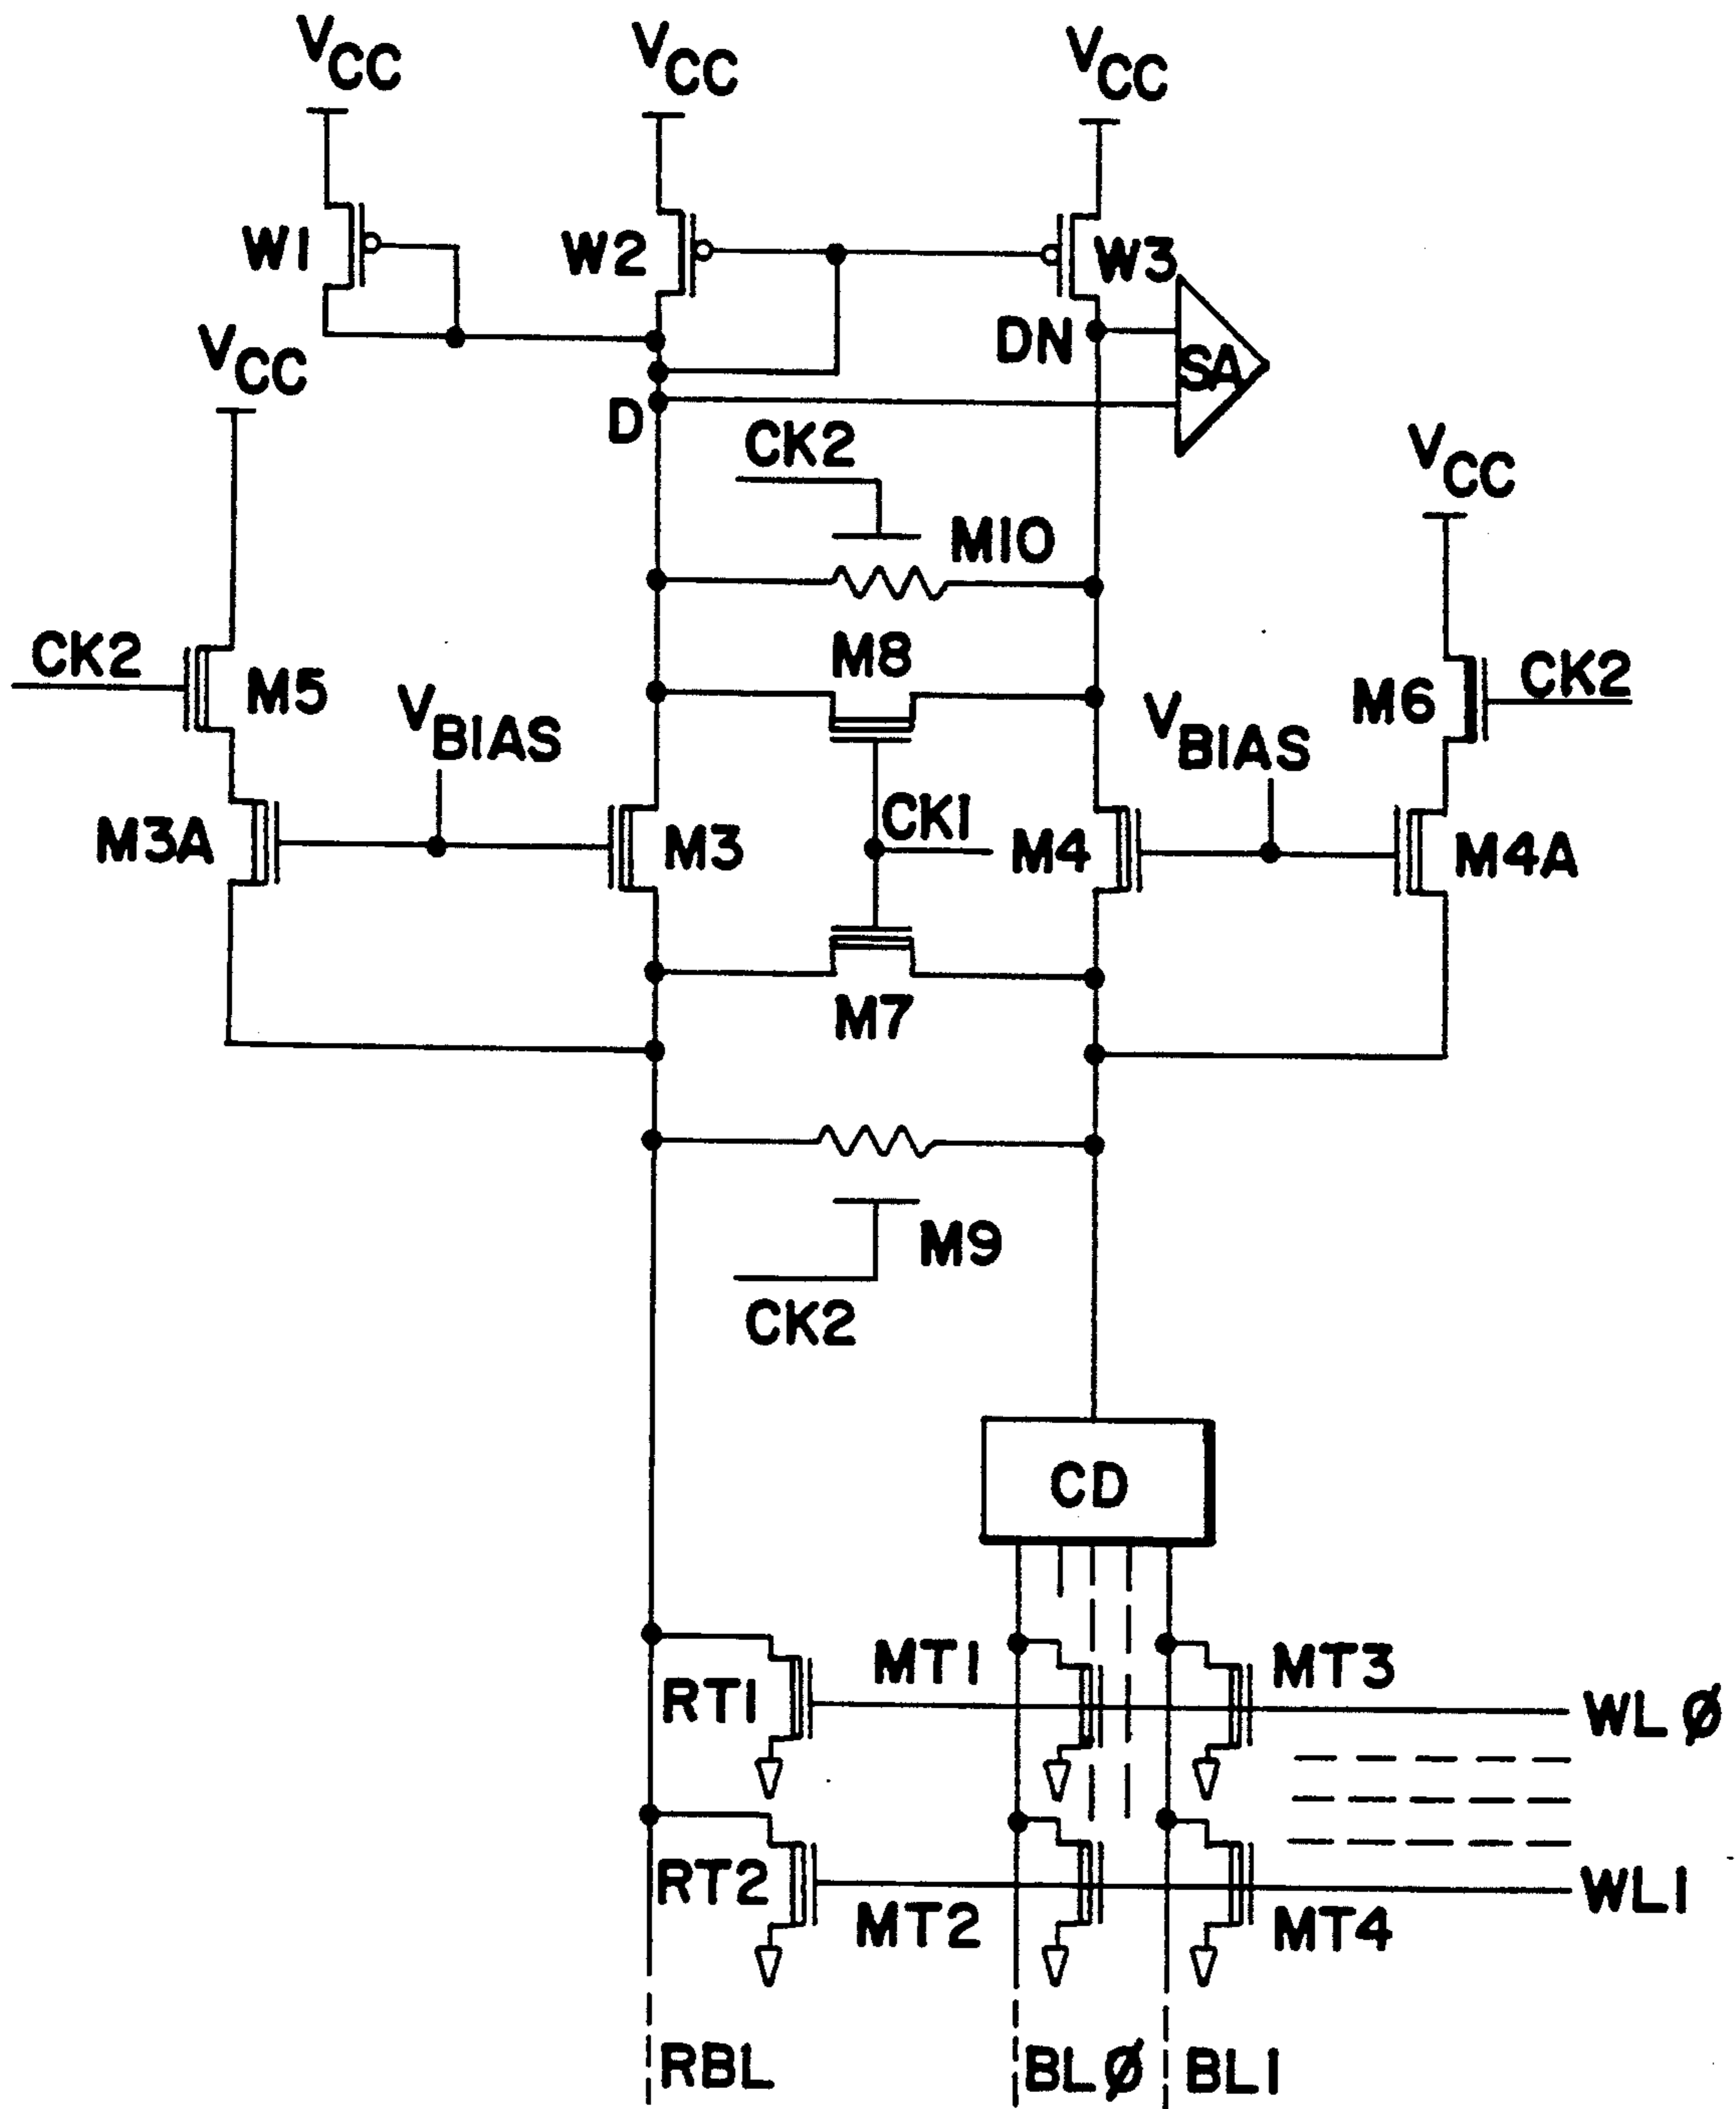 VCC
VCC
VCC
W1
W2
W3
VCC
DN
SA
D
CK2
VCC
M10
CK2
M5
M8
M6
CK2
VBIAS
VBIAS
M3A
M3
CK1
M4
M4A
M7
M9
CK2
CD
MT1
MT3
RT1
WLØ
RT2
MT2
MT4
WL1
RBL
BLØ
BL1